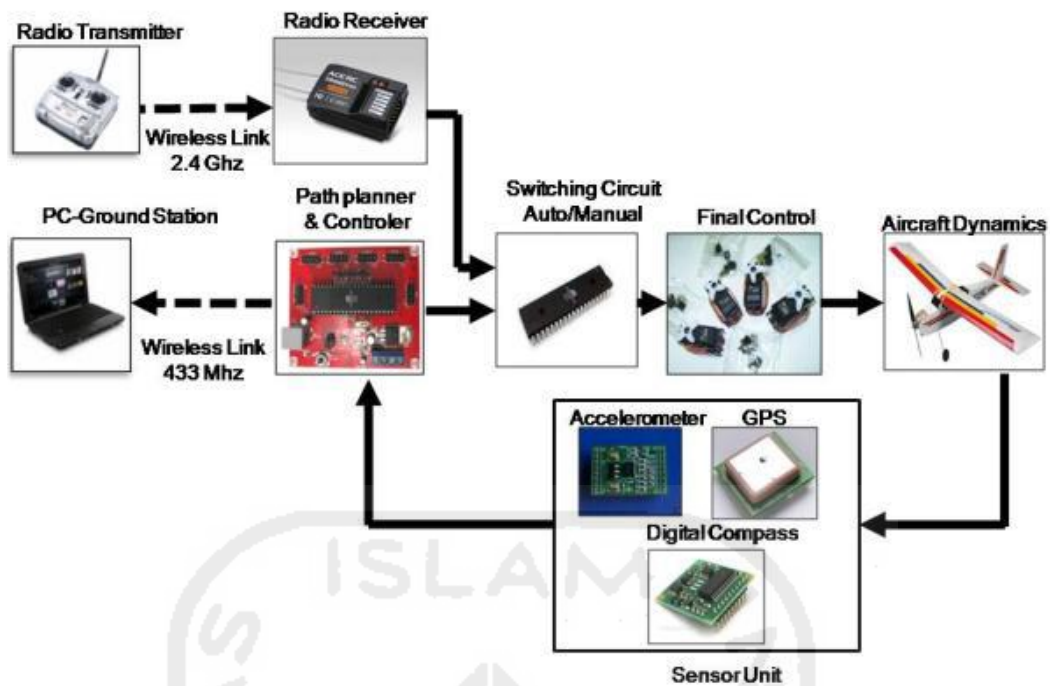 Radio Transmitter
Radio Receiver
Wireless Link
2.4 Ghz
PC-Ground Station
Path planner
& Controler
Switching Circuit
Auto/Manual
Final Control
Aircraft Dynamics
Wireless Link
433 Mhz
Accelerometer
GPS
Digital Compass
Sensor Unit
ISLAM